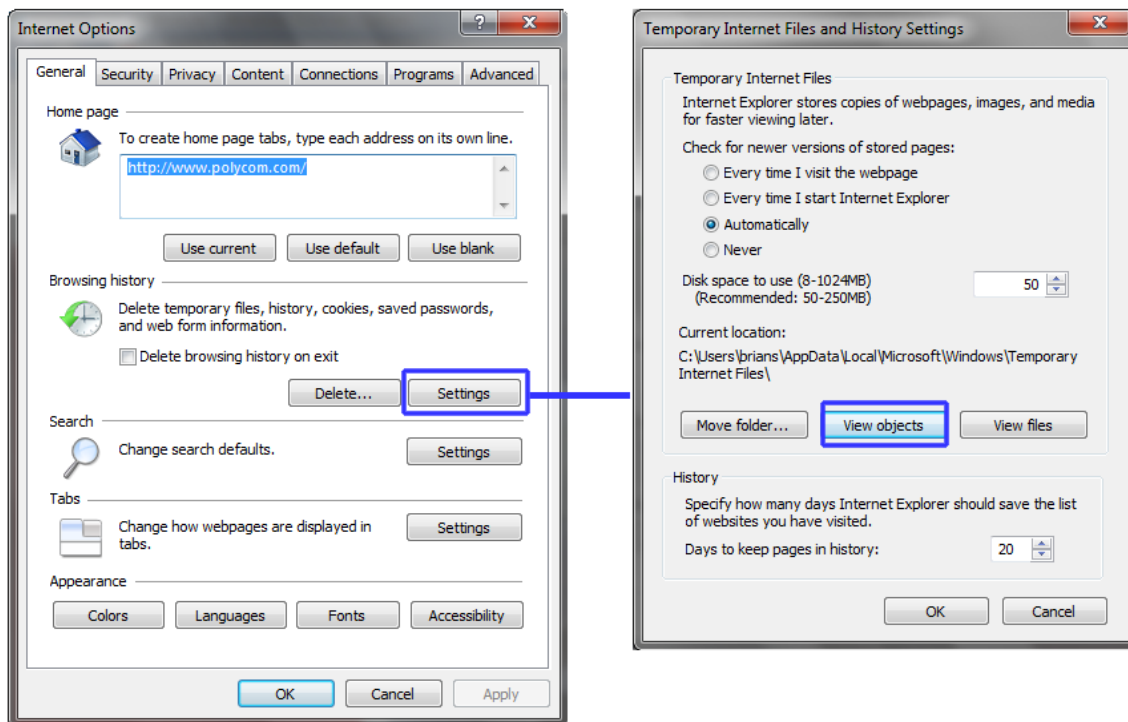 Internet Options
?
X
General Security Privacy Content Connections Programs Advanced
Home page
To create home page tabs, type each address on its own line.
http://www.polycom.com/
Use current Use default Use blank
Browsing history
Delete temporary files, history, cookies, saved passwords,
and web form information.
Delete browsing history on exit
Delete... Settings
Search
Change search defaults. Settings
Tabs
Change how webpages are displayed in
tabs.
Settings
Appearance
Colors Languages Fonts Accessibility
OK Cancel Apply
Temporary Internet Files and History Settings
X
Temporary Internet Files
Internet Explorer stores copies of webpages, images, and media
for faster viewing later.
Check for newer versions of stored pages:
Every time I visit the webpage
Every time I start Internet Explorer
Automatically
Never
Disk space to use (8-1024MB) 50
(Recommended: 50-250MB)
Current location:
C:\Users\brians\AppData\Local\Microsoft\Windows\Temporary
Internet Files\
Move folder... View objects View files
History
Specify how many days Internet Explorer should save the list
of websites you have visited.
Days to keep pages in history: 20
OK Cancel